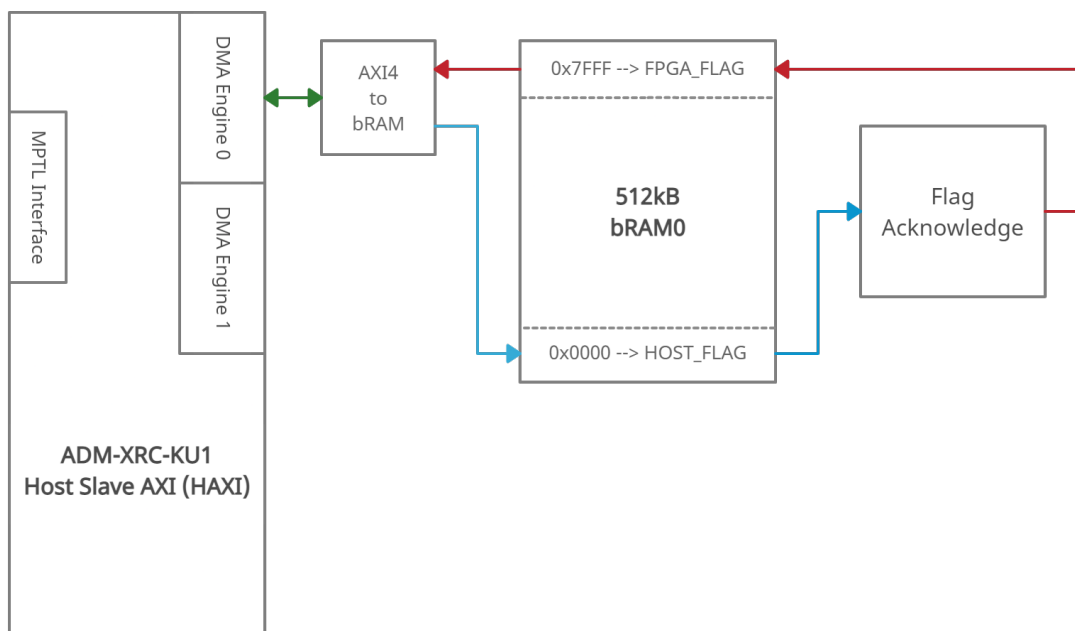 DMA Engine 0
MPTL Interface
DMA Engine 1
ADM-XRC-KU1
Host Slave AXI (HAXI)
AXI4
to
bRAM
0x7FFF --> FPGA_FLAG
512kB
bRAM0
0x0000 --> HOST_FLAG
Flag
Acknowledge